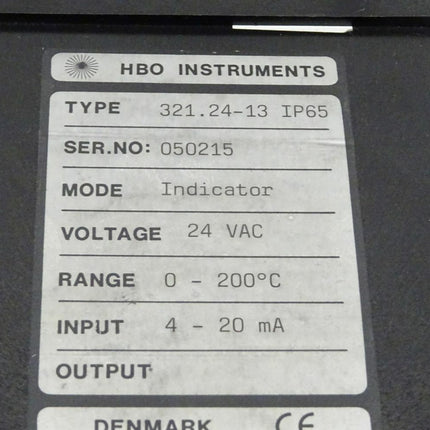 HBO INSTRUMENTS
TYPE 321.24-13 IP65
SER.NO: 050215
MODE Indicator
VOLTAGE 24 VAC
RANGE 0 - 200°C
INPUT 4 - 20 mA
OUTPUT
DENMARK CE